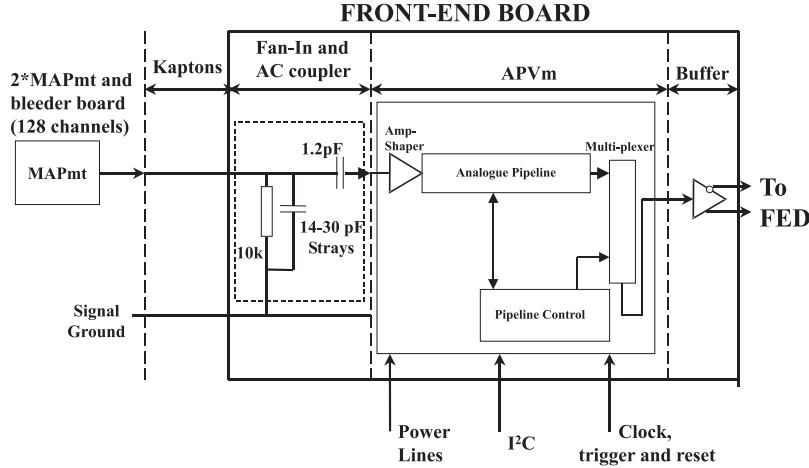 FRONT-END BOARD
Fan-In and
AC coupler
Kaptons
APVm
Buffer
2*MAPmt and
bleeder board
(128 channels)
MAPmt
1.2pF
Amp-
Shaper
Analogue Pipeline
Multi-plexer
To
FED
10k
14-30 pF
Strays
Signal
Ground
Pipeline Control
Power
Lines
I²C
Clock,
trigger and reset